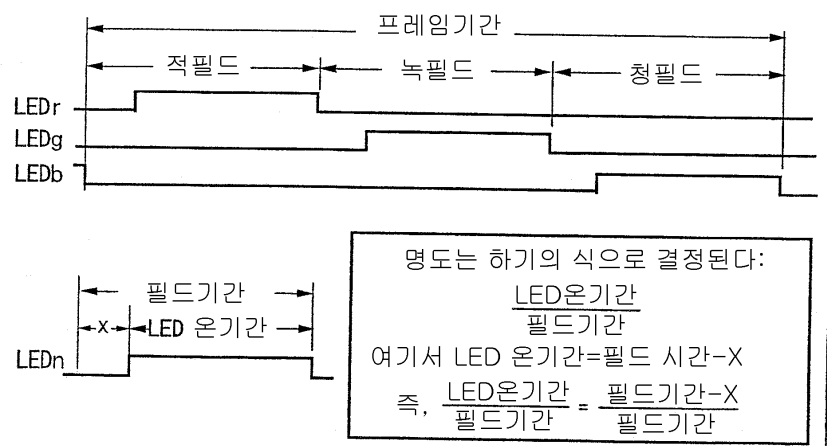 프레임기간
적필드 녹필드 청필드
LEDr
LEDg
LEDb
필드기간
x LED 온기간
LEDn
명도는 하기의 식으로 결정된다:
LED온기간
필드기간
여기서 LED 온기간=필드 시간-X
즉, LED온기간 = 필드기간-X
필드기간 필드기간